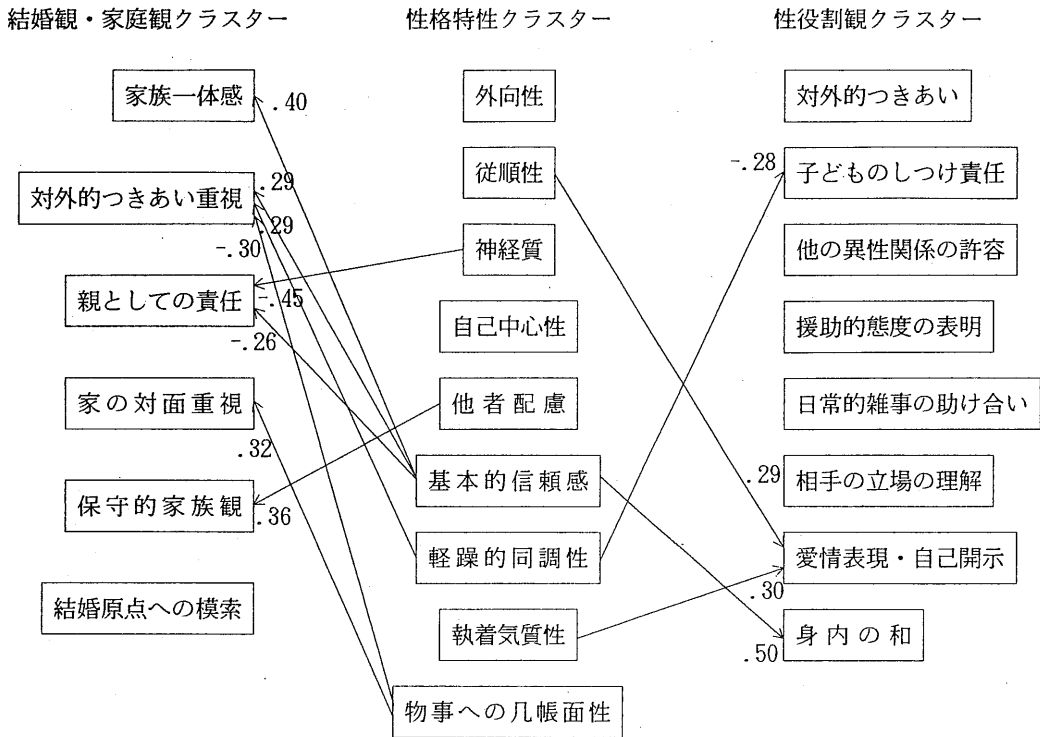 結婚観・家庭観クラスター
家族一体感
対外的つきあい重視
親としての責任
家の対面重視
保守的家族観
結婚原点への模索
.40
.29
.29
-.30
-.45
-.26
.32
.36
性格特性クラスター
外向性
従順性
神経質
自己中心性
他者配慮
基本的信頼感
軽躁的同調性
執着気質性
物事への几帳面性
性役割観クラスター
対外的つきあい
子どものしつけ責任
他の異性関係の許容
援助的態度の表明
日常的雑事の助け合い
相手の立場の理解
愛情表現・自己開示
身内の和
-.28
.29
.30
.50